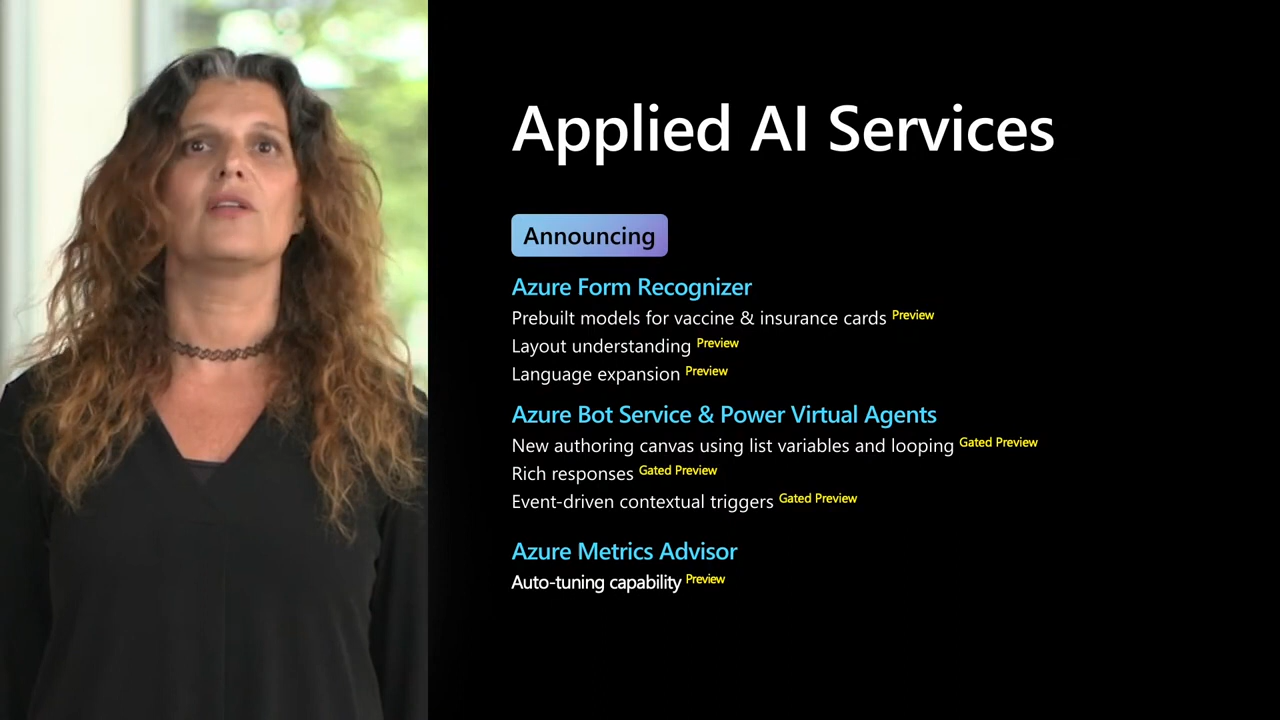 Applied AI Services
Announcing
Azure Form Recognizer
Prebuilt models for vaccine & insurance cards Preview
Layout understanding Preview
Language expansion Preview
Azure Bot Service & Power Virtual Agents
New authoring canvas using list variables and looping Gated Preview
Rich responses Gated Preview
Event-driven contextual triggers Gated Preview
Azure Metrics Advisor
Auto-tuning capability Preview